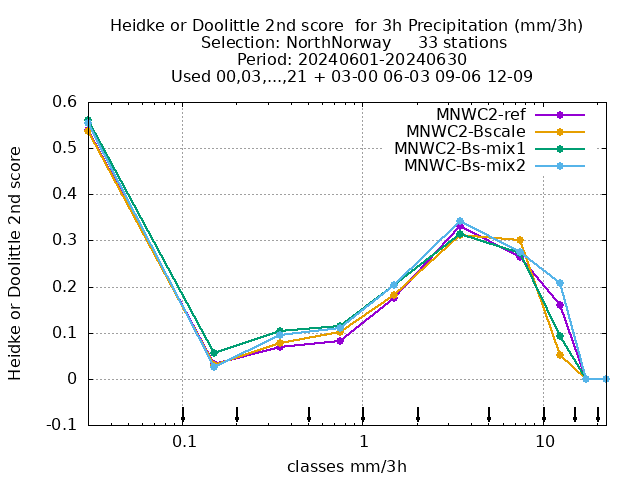 Heidke or Doolittle 2nd score  for 3h Precipitation (mm/3h)
Selection: NorthNorway     33 stations
Period: 20240601-20240630
Used 00,03,...,21 + 03-00 06-03 09-06 12-09
MNWC2-ref
MNWC2-Bscale
MNWC2-Bs-mix1
MNWC-Bs-mix2
Heidke or Doolittle 2nd score
0.6
0.5
0.4
0.3
0.2
0.1
0
-0.1
0.1 1 10
classes mm/3h